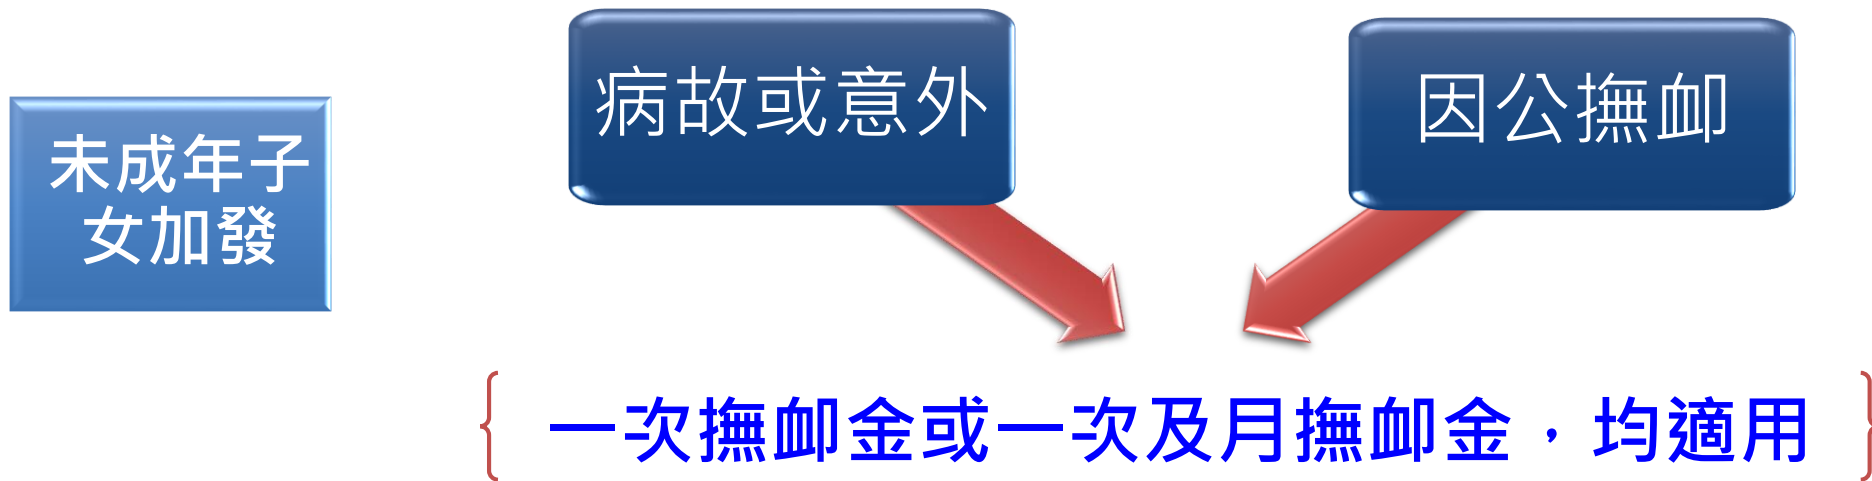 未成年子
女加發
病故或意外
因公撫卹
一次撫卹金或一次及月撫卹金，均適用